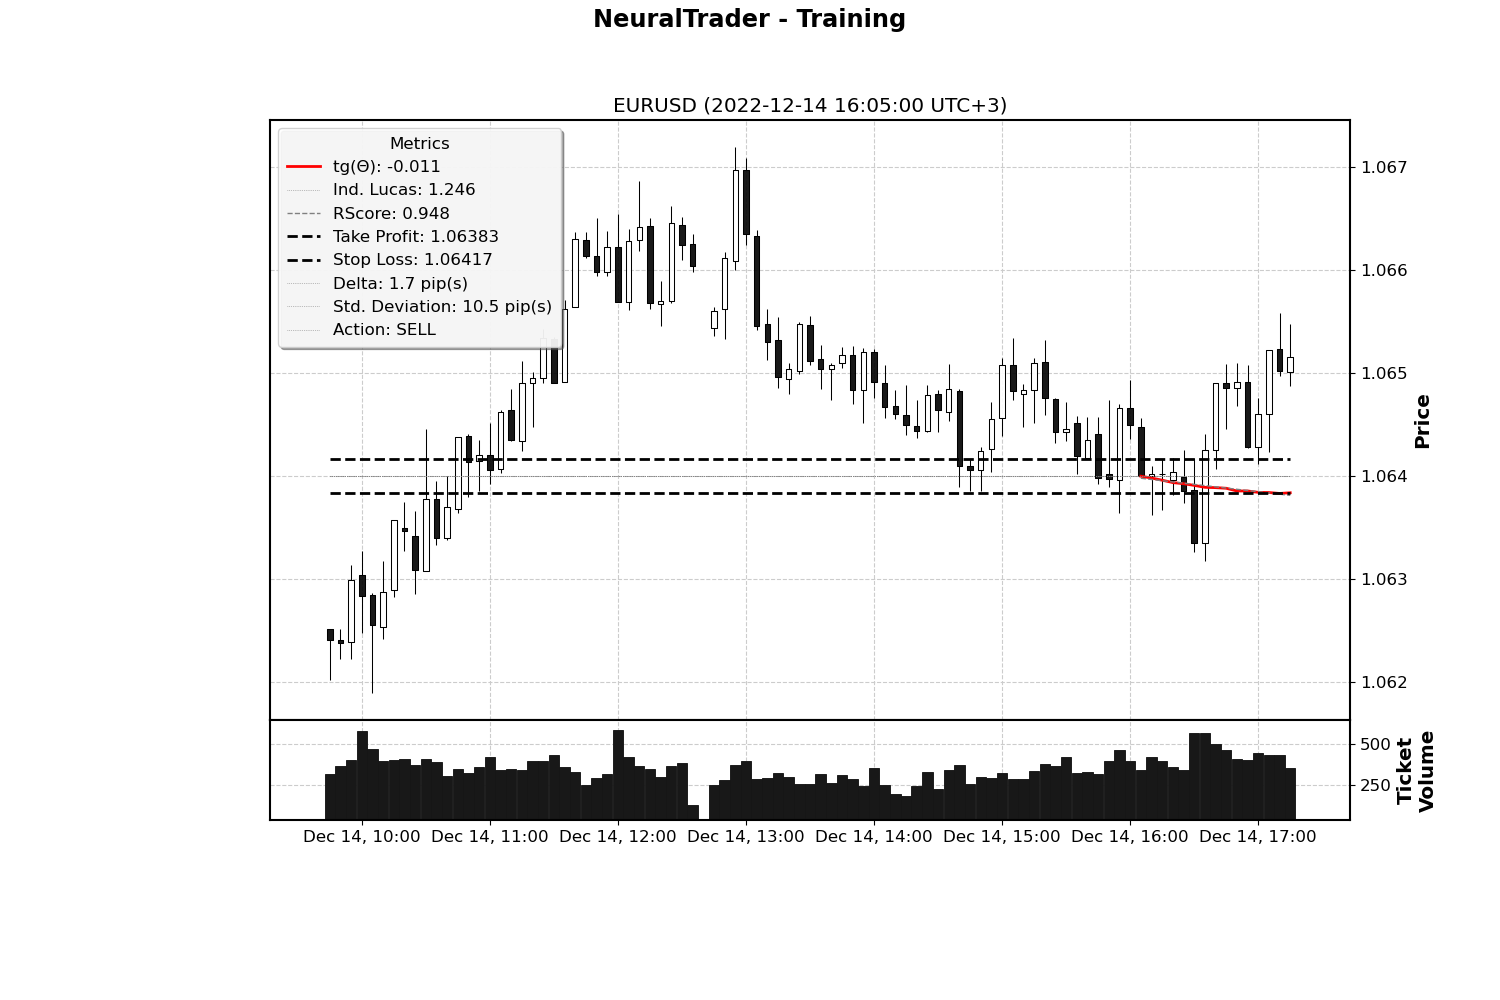 NeuralTrader - Training
EURUSD (2022-12-14 16:05:00 UTC+3)
Metrics
tg(Θ): -0.011
Ind. Lucas: 1.246
RScore: 0.948
Take Profit: 1.06383
Stop Loss: 1.06417
Delta: 1.7 pip(s)
Std. Deviation: 10.5 pip(s)
Action: SELL
1.067
1.066
1.065
1.064
1.063
1.062
Price
500
250
Ticket
Volume
Dec 14, 10:00 Dec 14, 11:00 Dec 14, 12:00 Dec 14, 13:00 Dec 14, 14:00 Dec 14, 15:00 Dec 14, 16:00 Dec 14, 17:00